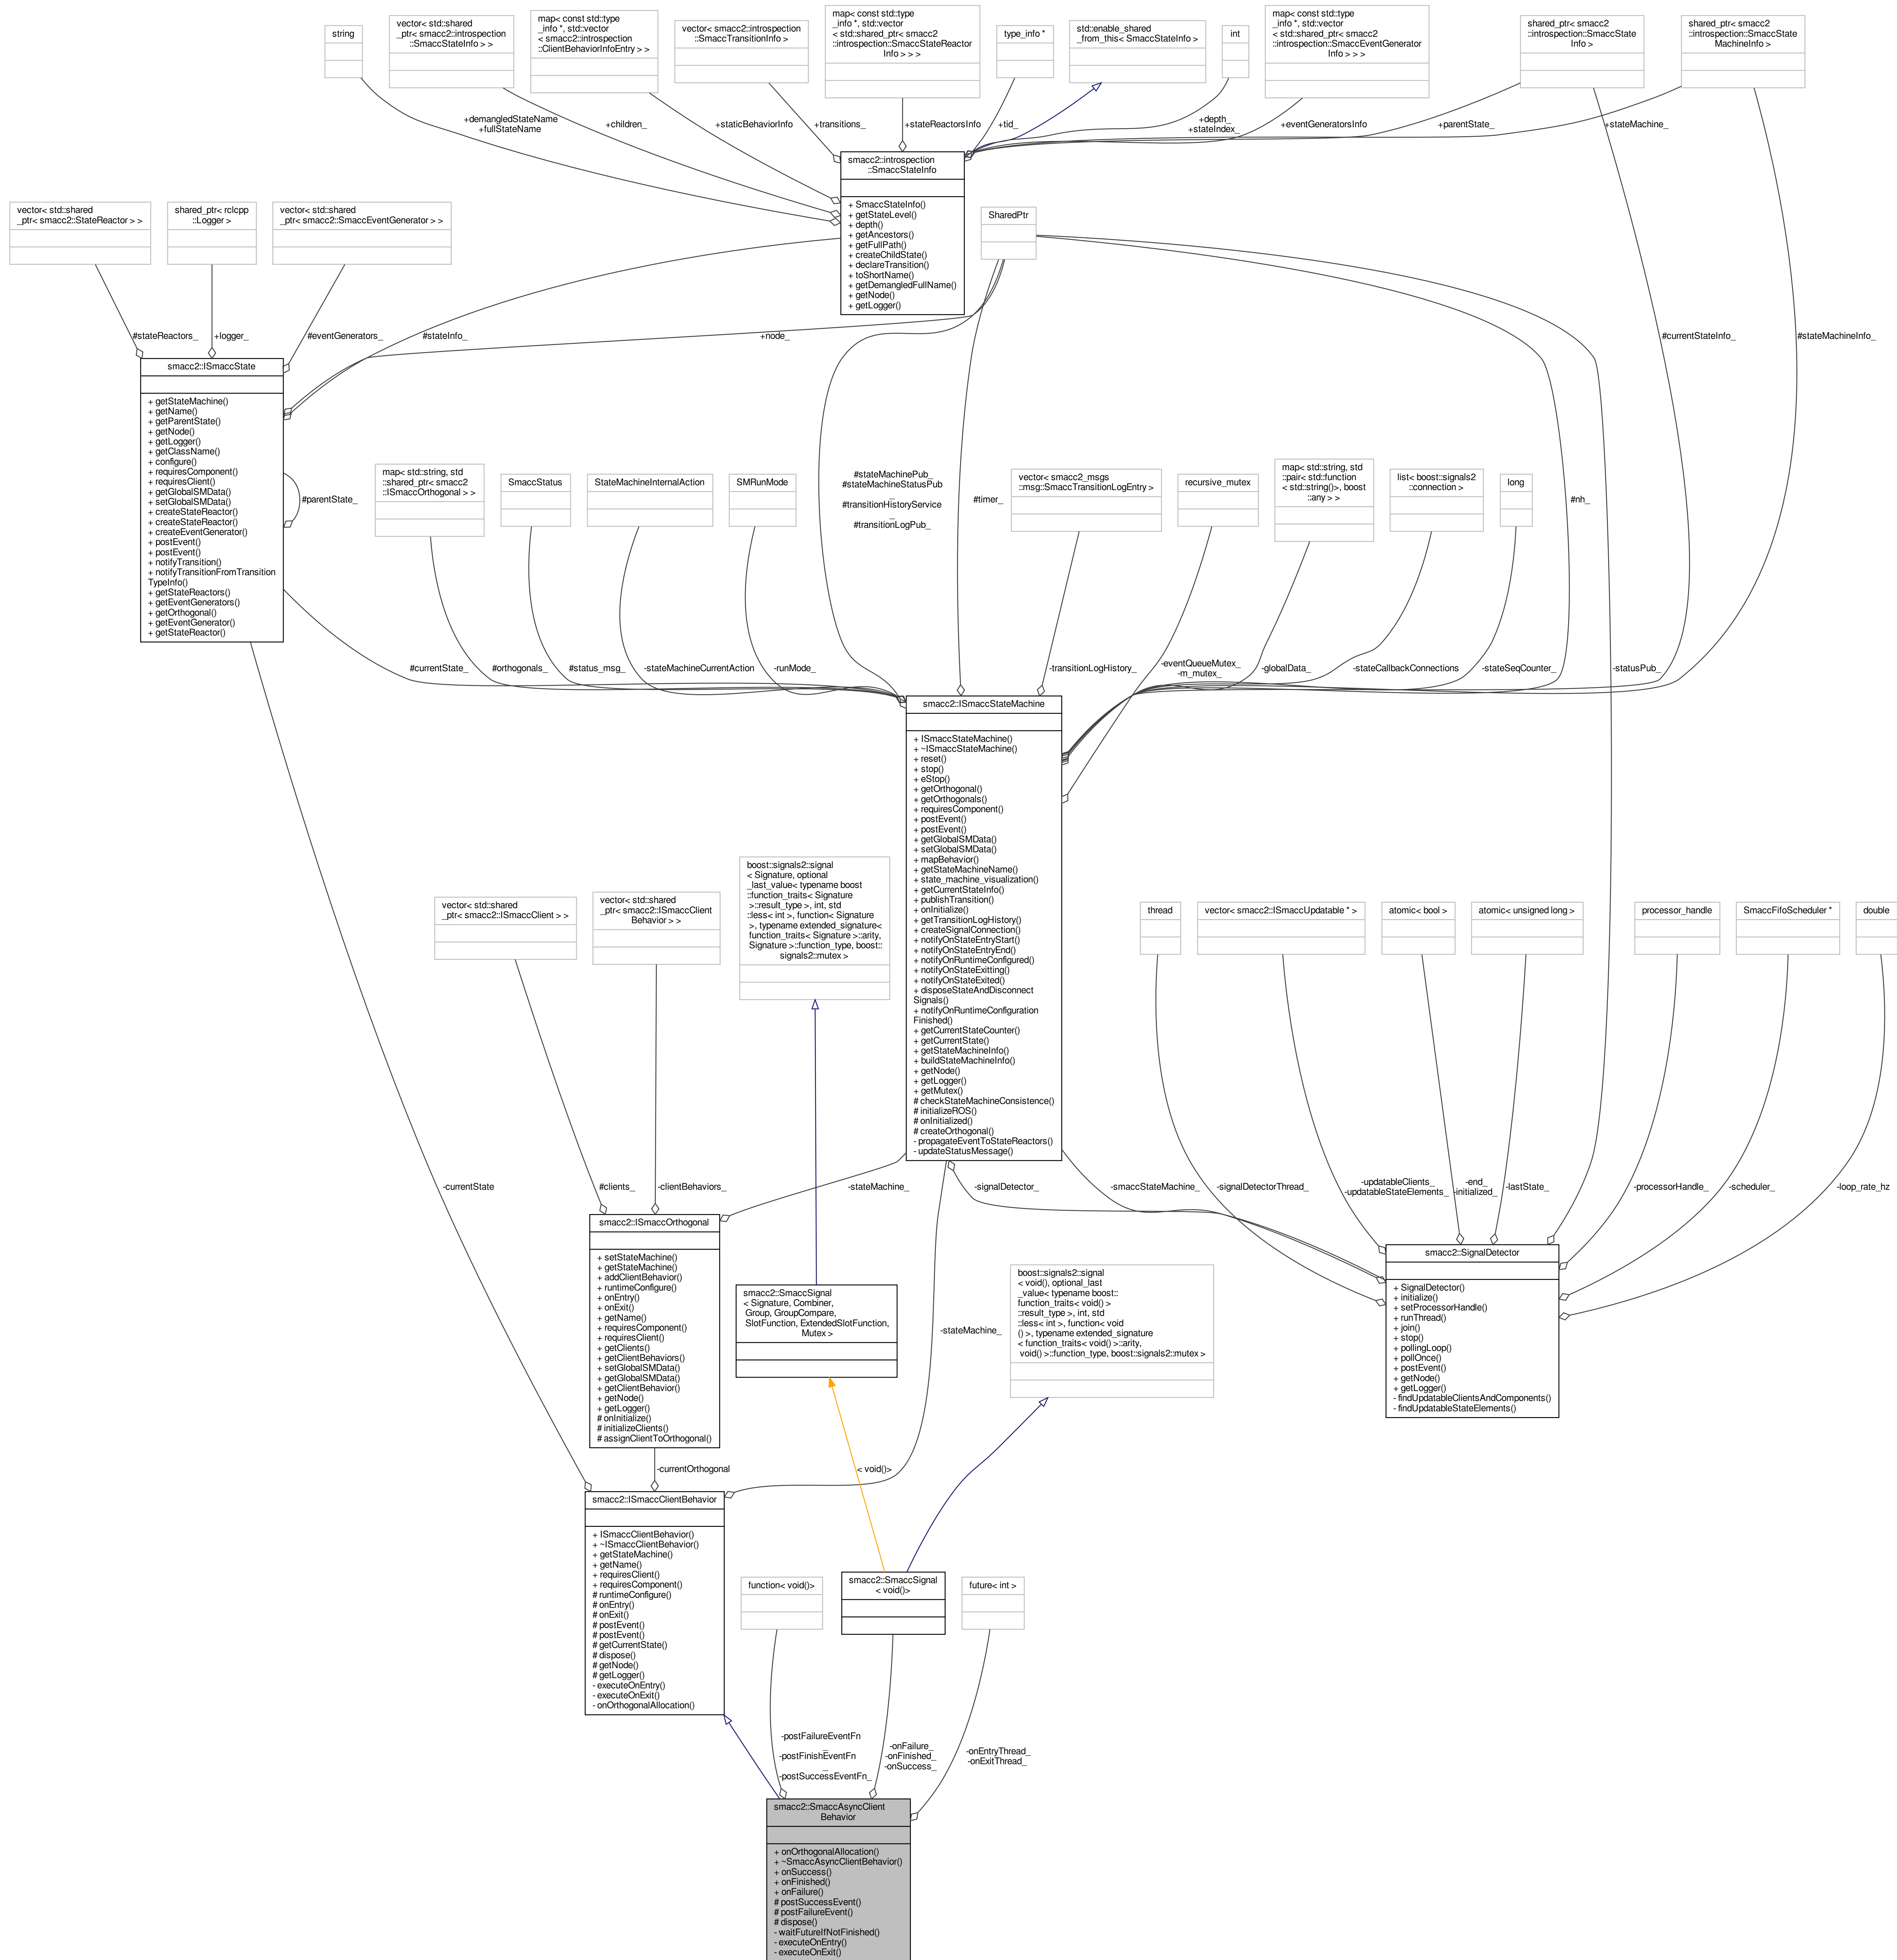 string
vector< std::shared
_ptr< smacc2::introspection
::SmaccStateInfo > >
map< const std::type
_info *, std::vector
< smacc2::introspection
::ClientBehaviorInfoEntry > >
vector< smacc2::introspection
::SmaccTransitionInfo >
map< const std::type
_info *, std::vector
< std::shared_ptr< smacc2
::introspection::SmaccStateReactor
Info > > >
type_info *
std::enable_shared
_from_this< SmaccStateInfo >
int
map< const std::type
_info *, std::vector
< std::shared_ptr< smacc2
::introspection::SmaccEventGenerator
Info > > >
shared_ptr< smacc2
::introspection::SmaccState
Info >
shared_ptr< smacc2
::introspection::SmaccState
MachineInfo >
+demangledStateName
+fullStateName
+children_
+staticBehaviorInfo
+transitions_
+stateReactorsInfo
+tid_
+depth_
+stateIndex_
+eventGeneratorsInfo
+parentState_
+stateMachine_
smacc2::introspection
::SmaccStateInfo
+ SmaccStateInfo()
+ getStateLevel()
+ depth()
+ getAncestors()
+ getFullPath()
+ createChildState()
+ declareTransition()
+ toShortName()
+ getDemangledFullName()
+ getNode()
+ getLogger()
vector< std::shared
_ptr< smacc2::StateReactor > >
shared_ptr< rclcpp
::Logger >
vector< std::shared
_ptr< smacc2::SmaccEventGenerator > >
SharedPtr
#stateReactors_
+logger_
#eventGenerators_
#stateInfo_
+node_
#currentStateInfo_
#stateMachineInfo_
smacc2::ISmaccState
+ getStateMachine()
+ getName()
+ getParentState()
+ getNode()
+ getLogger()
+ getClassName()
+ configure()
+ requiresComponent()
+ requiresClient()
+ getGlobalSMData()
+ setGlobalSMData()
+ createStateReactor()
+ createStateReactor()
+ createEventGenerator()
+ postEvent()
+ postEvent()
+ notifyTransition()
+ notifyTransitionFromTransition
TypeInfo()
+ getStateReactors()
+ getEventGenerators()
+ getOrthogonal()
+ getEventGenerator()
+ getStateReactor()
#parentState_
map< std::string, std
::shared_ptr< smacc2
::ISmaccOrthogonal > >
SmaccStatus
StateMachineInternalAction
SMRunMode
#stateMachinePub_
#stateMachineStatusPub
_
#transitionHistoryService
_
#transitionLogPub_
#timer_
vector< smacc2_msgs
::msg::SmaccTransitionLogEntry >
recursive_mutex
map< std::string, std
::pair< std::function
< std::string()>, boost
::any > >
list< boost::signals2
::connection >
long
#nh_
#currentState_
#orthogonals_
#status_msg_
-stateMachineCurrentAction
-runMode_
-transitionLogHistory_
-eventQueueMutex_
-m_mutex_
-globalData_
-stateCallbackConnections
-stateSeqCounter_
-statusPub_
smacc2::ISmaccStateMachine
+ ISmaccStateMachine()
+ ~ISmaccStateMachine()
+ reset()
+ stop()
+ eStop()
+ getOrthogonal()
+ getOrthogonals()
+ requiresComponent()
+ postEvent()
+ postEvent()
+ getGlobalSMData()
+ setGlobalSMData()
+ mapBehavior()
+ getStateMachineName()
+ state_machine_visualization()
+ getCurrentStateInfo()
+ publishTransition()
+ onInitialize()
+ getTransitionLogHistory()
+ createSignalConnection()
+ notifyOnStateEntryStart()
+ notifyOnStateEntryEnd()
+ notifyOnRuntimeConfigured()
+ notifyOnStateExitting()
+ notifyOnStateExited()
+ disposeStateAndDisconnect
Signals()
+ notifyOnRuntimeConfiguration
Finished()
+ getCurrentStateCounter()
+ getCurrentState()
+ getStateMachineInfo()
+ buildStateMachineInfo()
+ getNode()
+ getLogger()
+ getMutex()
# checkStateMachineConsistence()
# initializeROS()
# onInitialized()
# createOrthogonal()
- propagateEventToStateReactors()
- updateStatusMessage()
vector< std::shared
_ptr< smacc2::ISmaccClient > >
vector< std::shared
_ptr< smacc2::ISmaccClient
Behavior > >
boost::signals2::signal
< Signature, optional
_last_value< typename boost
::function_traits< Signature
>::result_type >, int, std
::less< int >, function< Signature
>, typename extended_signature<
function_traits< Signature >::arity,
Signature >::function_type, boost::
signals2::mutex >
thread
vector< smacc2::ISmaccUpdatable * >
atomic< bool >
atomic< unsigned long >
processor_handle
SmaccFifoScheduler *
double
-currentState
#clients_
-clientBehaviors_
-stateMachine_
-signalDetector_
-smaccStateMachine_
-signalDetectorThread_
-updatableClients_
-updatableStateElements_
-end_
-initialized_
-lastState_
-processorHandle_
-scheduler_
-loop_rate_hz
smacc2::ISmaccOrthogonal
+ setStateMachine()
+ getStateMachine()
+ addClientBehavior()
+ runtimeConfigure()
+ onEntry()
+ onExit()
+ getName()
+ requiresComponent()
+ requiresClient()
+ getClients()
+ getClientBehaviors()
+ setGlobalSMData()
+ getGlobalSMData()
+ getClientBehavior()
+ getNode()
+ getLogger()
# onInitialize()
# initializeClients()
# assignClientToOrthogonal()
smacc2::SmaccSignal
< Signature, Combiner,
Group, GroupCompare,
SlotFunction, ExtendedSlotFunction,
Mutex >
-stateMachine_
boost::signals2::signal
< void(), optional_last
_value< typename boost::
function_traits< void() >
::result_type >, int, std
::less< int >, function< void
() >, typename extended_signature
< function_traits< void() >::arity,
void() >::function_type, boost::signals2::mutex >
smacc2::SignalDetector
+ SignalDetector()
+ initialize()
+ setProcessorHandle()
+ runThread()
+ join()
+ stop()
+ pollingLoop()
+ pollOnce()
+ postEvent()
+ getNode()
+ getLogger()
- findUpdatableClientsAndComponents()
- findUpdatableStateElements()
-currentOrthogonal
< void()>
smacc2::ISmaccClientBehavior
+ ISmaccClientBehavior()
+ ~ISmaccClientBehavior()
+ getStateMachine()
+ getName()
+ requiresClient()
+ requiresComponent()
# runtimeConfigure()
# onEntry()
# onExit()
# postEvent()
# postEvent()
# getCurrentState()
# dispose()
# getNode()
# getLogger()
- executeOnEntry()
- executeOnExit()
- onOrthogonalAllocation()
function< void()>
smacc2::SmaccSignal
< void()>
future< int >
-postFailureEventFn
_
-postFinishEventFn
_
-postSuccessEventFn_
-onFailure_
-onFinished_
-onSuccess_
-onEntryThread_
-onExitThread_
smacc2::SmaccAsyncClient
Behavior
+ onOrthogonalAllocation()
+ ~SmaccAsyncClientBehavior()
+ onSuccess()
+ onFinished()
+ onFailure()
# postSuccessEvent()
# postFailureEvent()
# dispose()
- waitFutureIfNotFinished()
- executeOnEntry()
- executeOnExit()